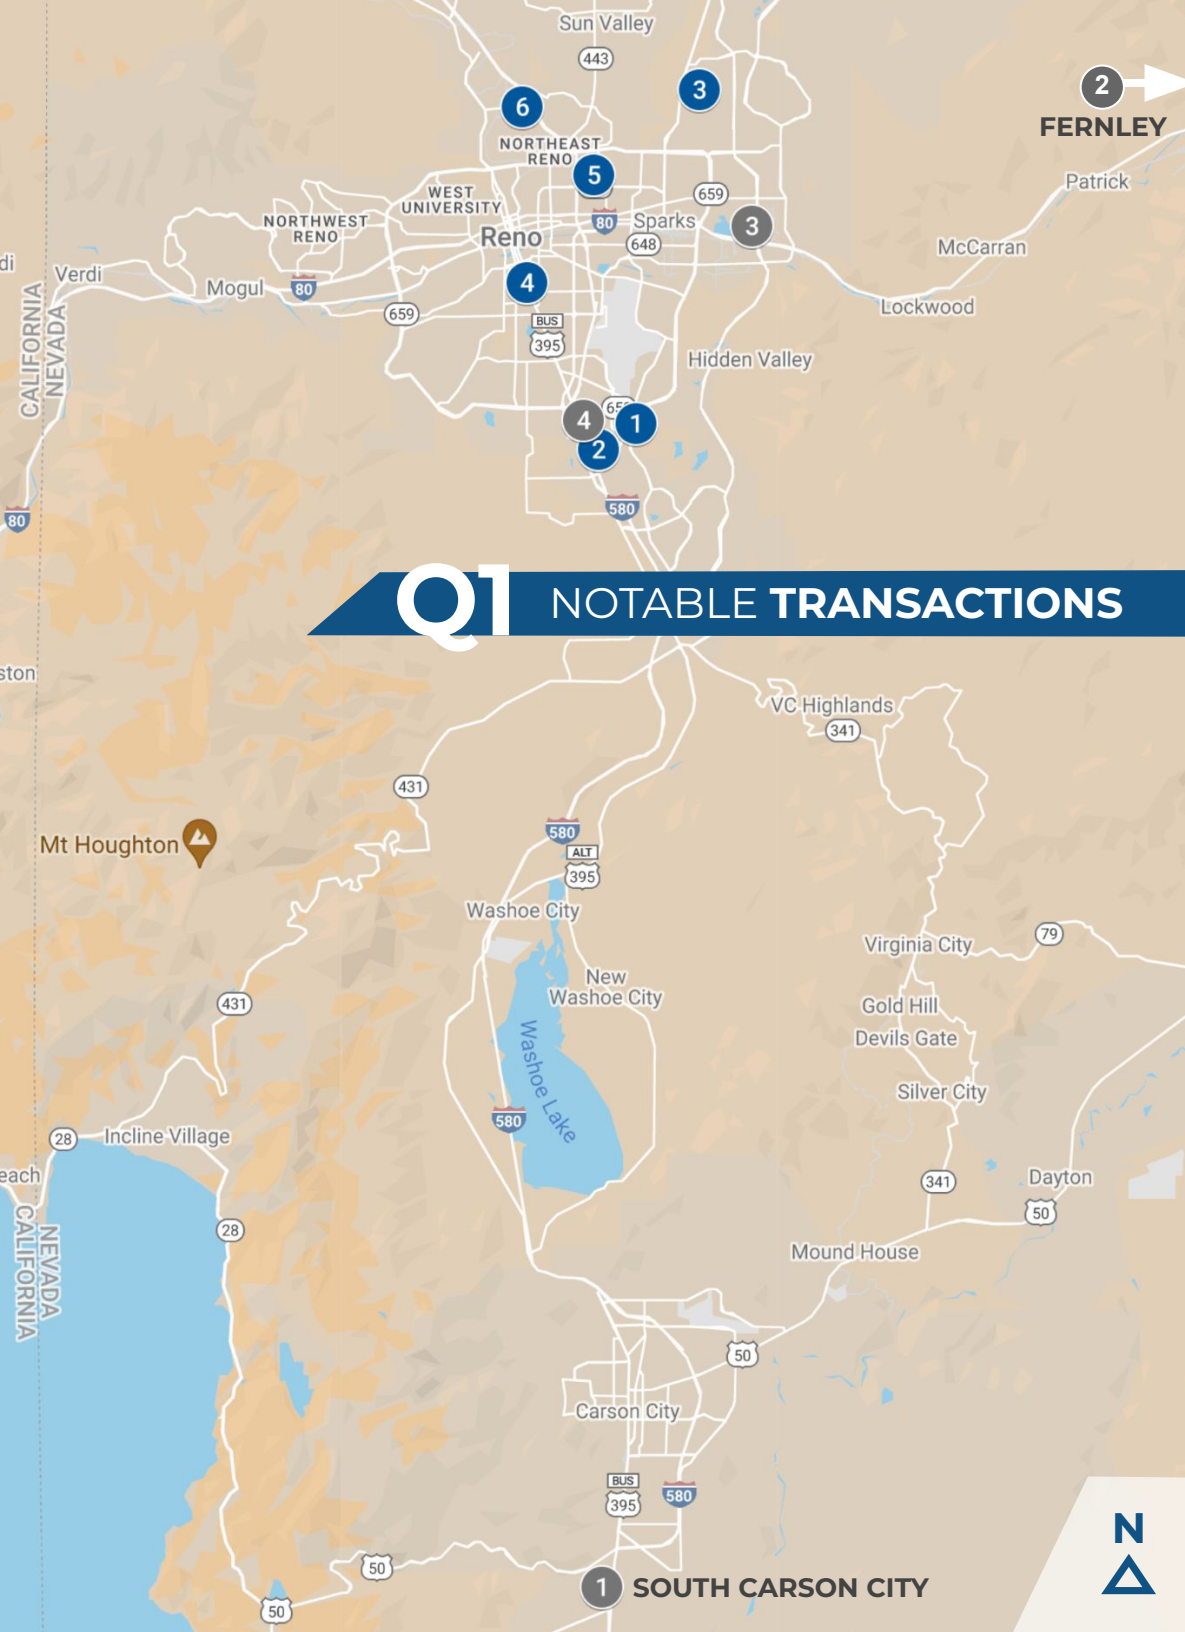 Sun Valley
443
2
FERNLEY
3
6
NORTHEAST
RENO
5
Patrick
WEST
UNIVERSITY
659
80
Sparks
3
NORTHWEST
RENO
Reno
648
McCarran
di
Verdi
Mogul
80
4
659
Lockwood
CALIFORNIA
NEVADA
BUS
395
Hidden Valley
4
65
1
2
80
580
Q1 NOTABLE TRANSACTIONS
ston
VC Highlands
341
431
Mt Houghton
580
ALT
395
Washoe City
Virginia City
79
New
Washoe City
431
Gold Hill
Devils Gate
Washoe Lake
Silver City
580
28
Incline Village
each
341
Dayton
50
28
NEVADA
CALIFORNIA
Mound House
50
Carson City
BUS
395
580
50
1 SOUTH CARSON CITY
50
N